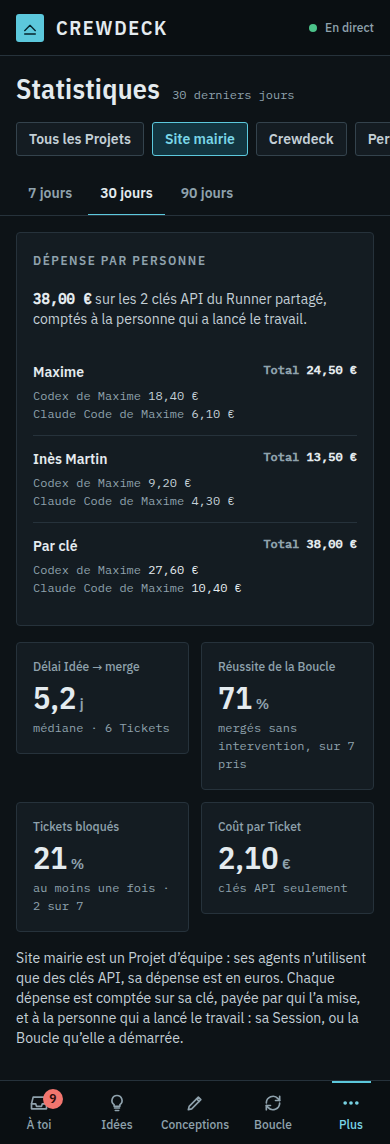 CREWDECK
En direct
Statistiques 30 derniers jours
Tous les Projets Site mairie Crewdeck Per
7 jours 30 jours 90 jours
DÉPENSE PAR PERSONNE
38,00 € sur les 2 clés API du Runner partagé,
comptés à la personne qui a lancé le travail.
Maxime Total 24,50 €
Codex de Maxime 18,40 €
Claude Code de Maxime 6,10 €
Inès Martin Total 13,50 €
Codex de Maxime 9,20 €
Claude Code de Maxime 4,30 €
Par clé Total 38,00 €
Codex de Maxime 27,60 €
Claude Code de Maxime 10,40 €
Délai Idée → merge
5,2 j
médiane · 6 Tickets
Réussite de la Boucle
71 %
mergés sans
intervention, sur 7
pris
Tickets bloqués
21 %
au moins une fois ·
2 sur 7
Coût par Ticket
2,10 €
clés API seulement
Site mairie est un Projet d’équipe : ses agents n’utilisent
que des clés API, sa dépense est en euros. Chaque
dépense est comptée sur sa clé, payée par qui l’a mise,
et à la personne qui a lancé le travail : sa Session, ou la
Boucle qu’elle a démarrée.
9
À toi Idées Conceptions Boucle Plus